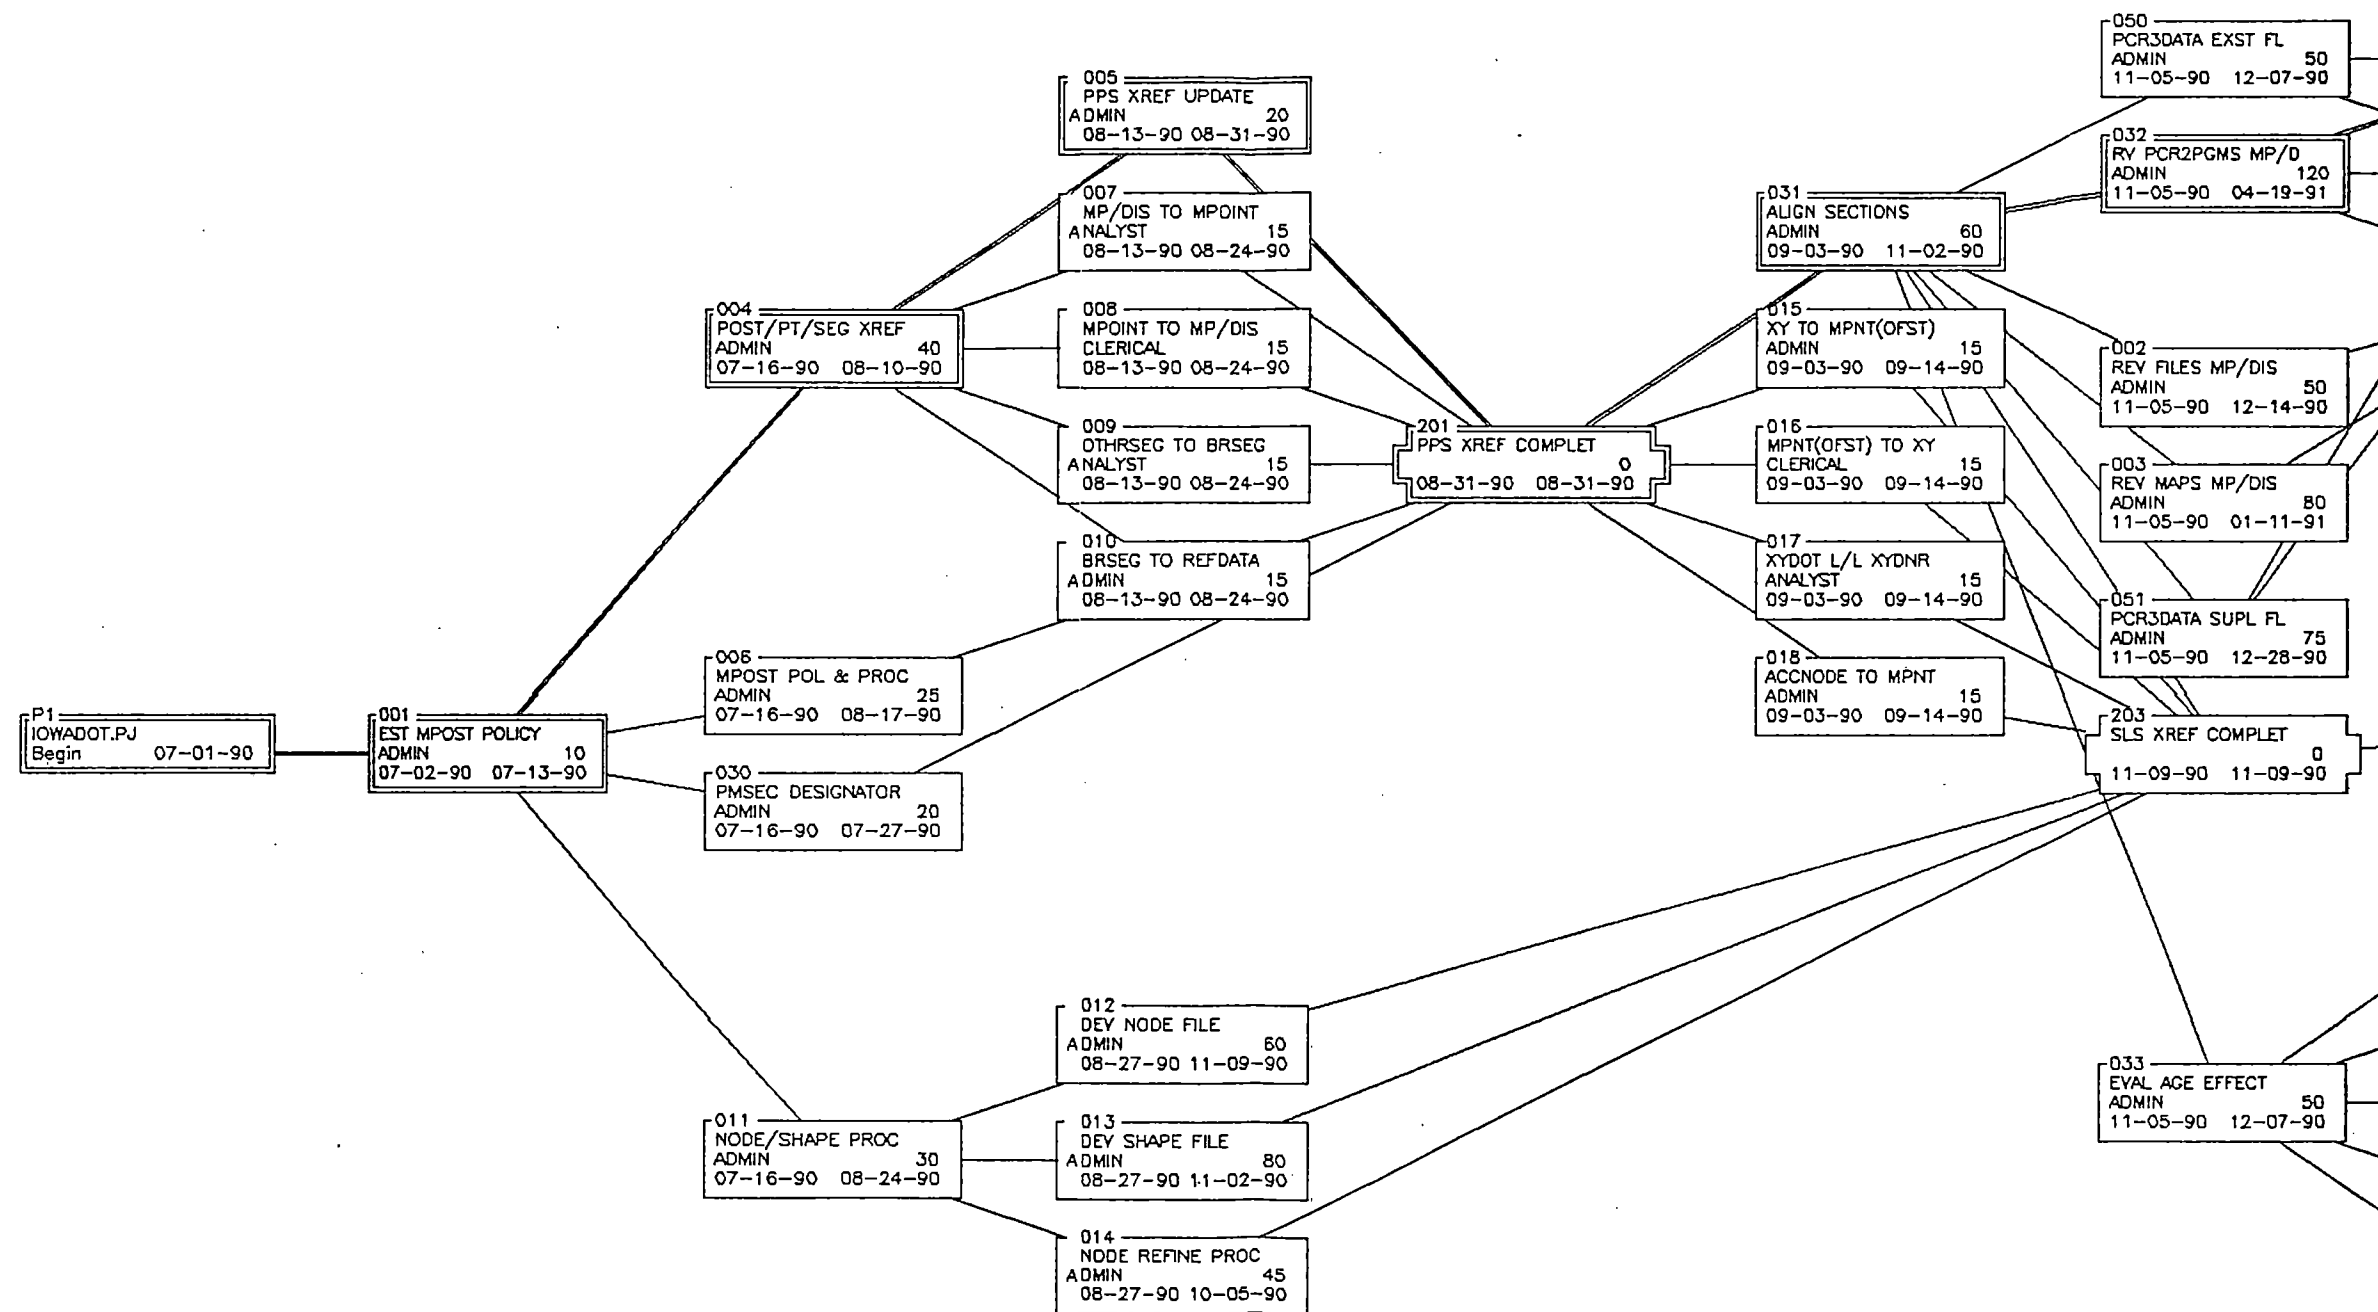 P1
IOWADOT.PJ
Begin 07-01-90
001
EST MPOST POLICY
ADMIN 10
07-02-90 07-13-90
004
POST/PT/SEG XREF
ADMIN 40
07-16-90 08-10-90
006
MPOST POL & PROC
ADMIN 25
07-16-90 08-17-90
030
PMSEC DESIGNATOR
ADMIN 20
07-16-90 07-27-90
011
NODE/SHAPE PROC
ADMIN 30
07-16-90 08-24-90
005
PPS XREF UPDATE
ADMIN 20
08-13-90 08-31-90
007
MP/DIS TO MPOINT
ANALYST 15
08-13-90 08-24-90
008
MPOINT TO MP/DIS
CLERICAL 15
08-13-90 08-24-90
009
OTHRSEG TO BRSEG
ANALYST 15
08-13-90 08-24-90
010
BRSEG TO REFDATA
ADMIN 15
08-13-90 08-24-90
012
DEV NODE FILE
ADMIN 60
08-27-90 11-09-90
013
DEV SHAPE FILE
ADMIN 80
08-27-90 11-02-90
014
NODE REFINE PROC
ADMIN 45
08-27-90 10-05-90
201
PPS XREF COMPLET
0
08-31-90 08-31-90
031
ALIGN SECTIONS
ADMIN 60
09-03-90 11-02-90
015
XY TO MPNT(OFST)
ADMIN 15
09-03-90 09-14-90
016
MPNT(OFST) TO XY
CLERICAL 15
09-03-90 09-14-90
017
XYDOT L/L XYDNR
ANALYST 15
09-03-90 09-14-90
018
ACCNODE TO MPNT
ADMIN 15
09-03-90 09-14-90
050
PCR3DATA EXST FL
ADMIN 50
11-05-90 12-07-90
032
RV PCR2PGMS MP/D
ADMIN 120
11-05-90 04-19-91
002
REV FILES MP/DIS
ADMIN 50
11-05-90 12-14-90
003
REV MAPS MP/DIS
ADMIN 80
11-05-90 01-11-91
051
PCR3DATA SUPL FL
ADMIN 75
11-05-90 12-28-90
203
SLS XREF COMPLET
0
11-09-90 11-09-90
033
EVAL AGE EFFECT
ADMIN 50
11-05-90 12-07-90